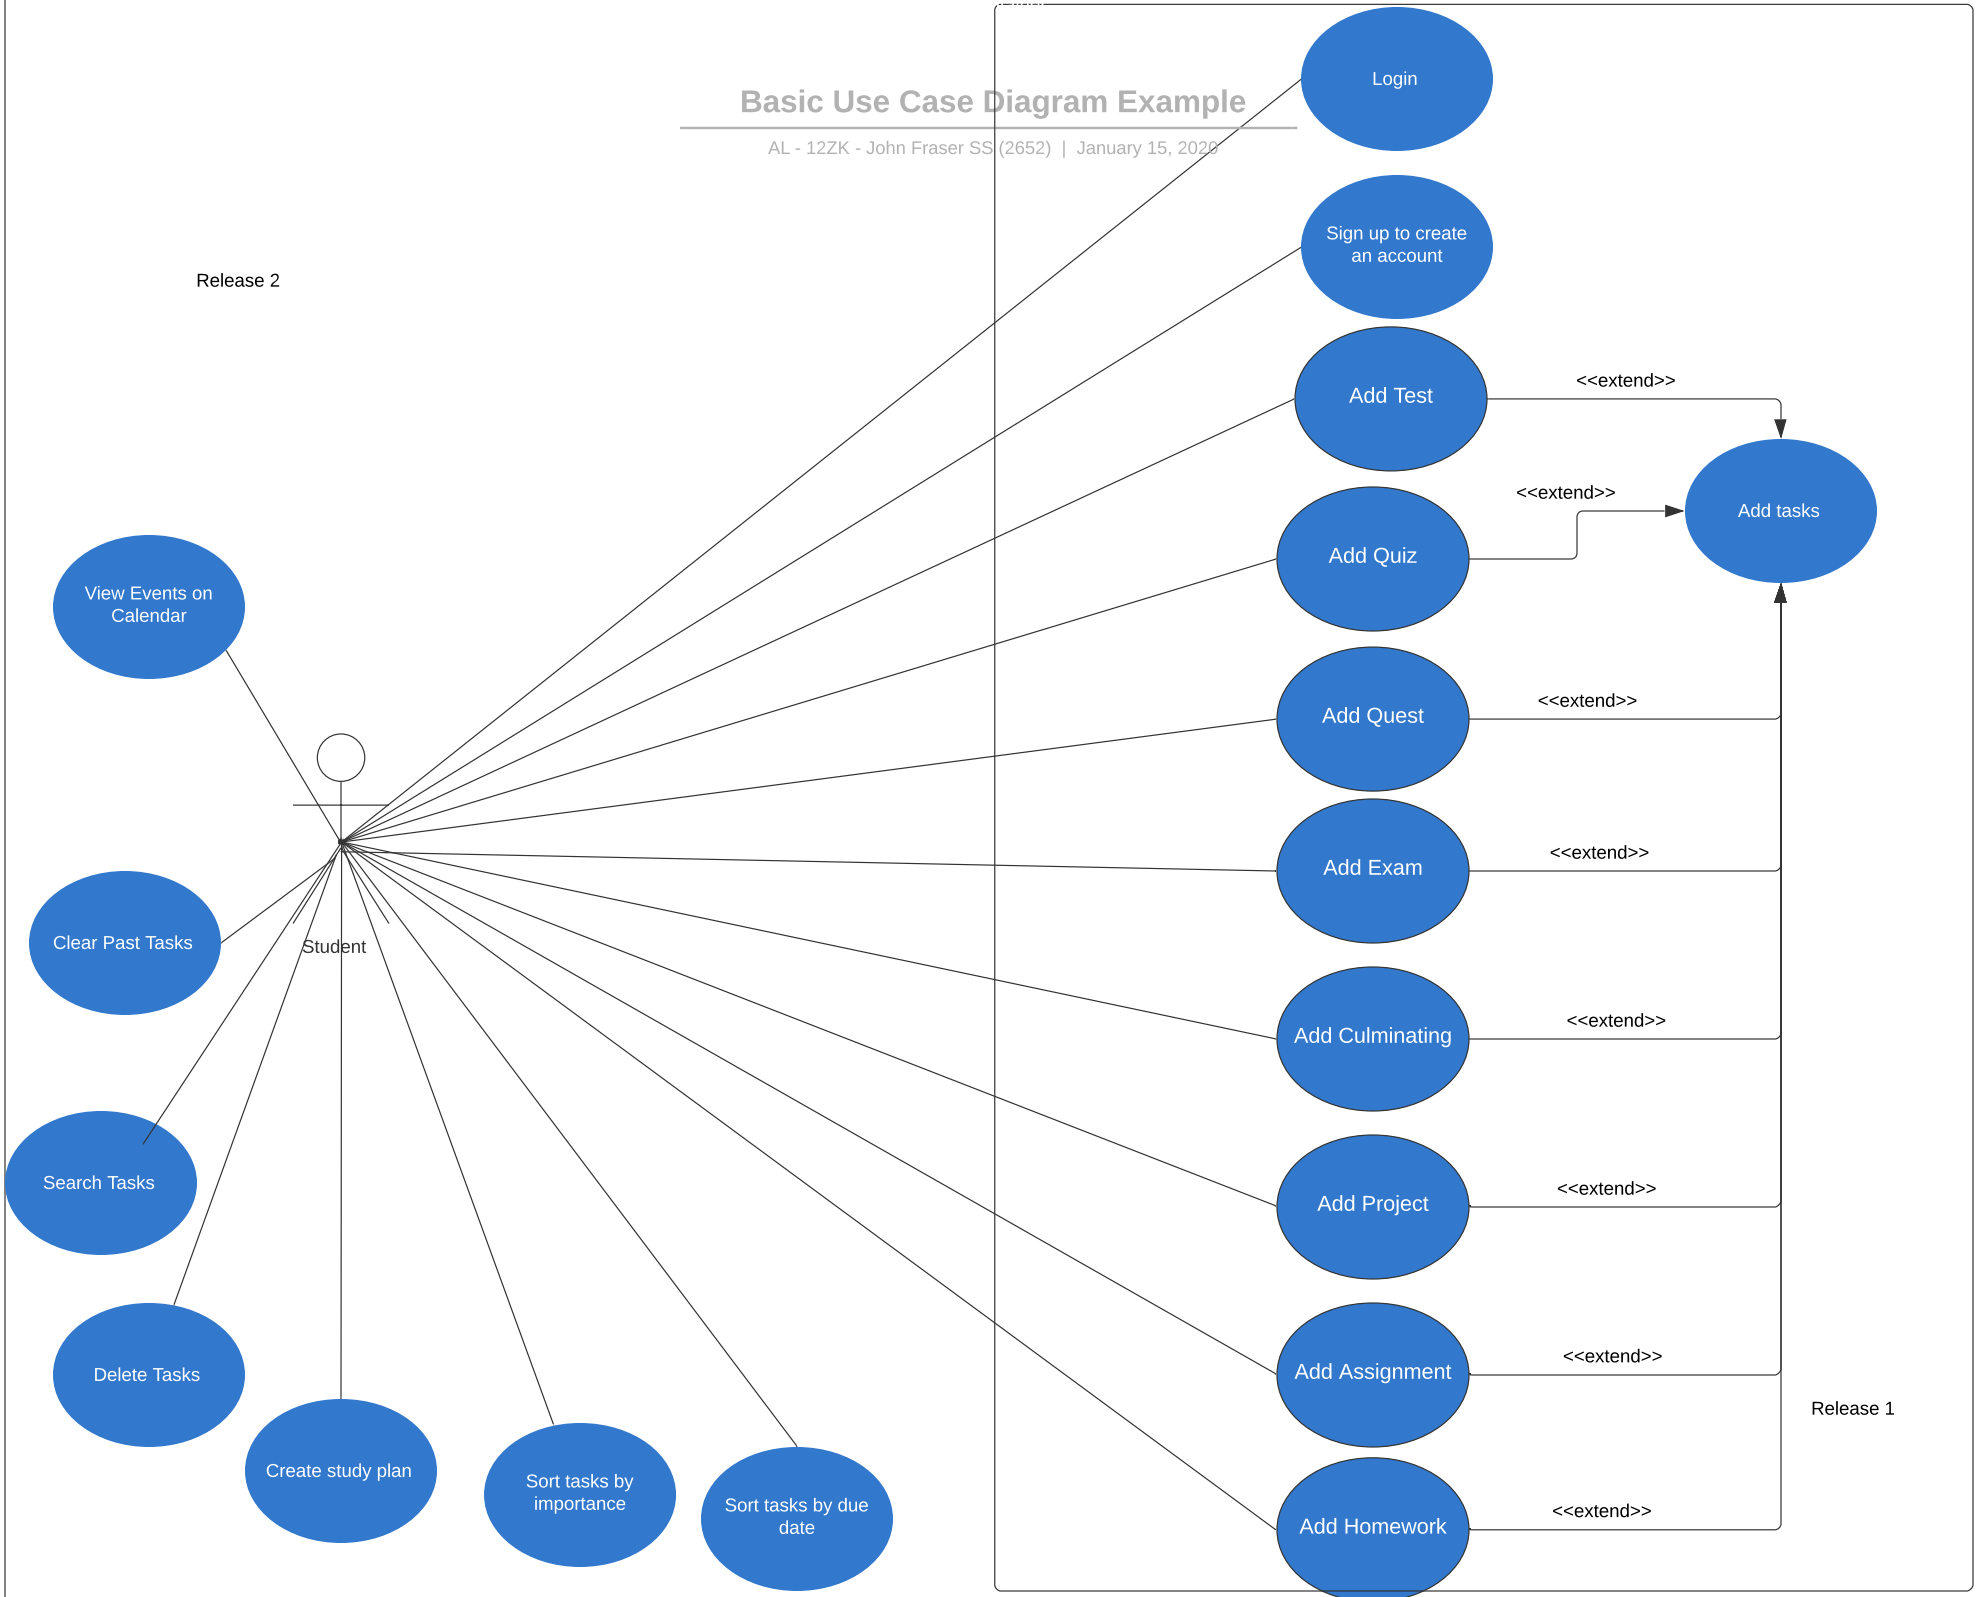 Login
Basic Use Case Diagram Example
AL - 12ZK - John Fraser SS (2652) | January 15, 2020
Sign up to create
an account
Release 2
<<extend>>
Add Test
<<extend>>
Add tasks
Add Quiz
View Events on
Calendar
<<extend>>
Add Quest
<<extend>>
Add Exam
Clear Past Tasks
Student
<<extend>>
Add Culminating
Search Tasks
<<extend>>
Add Project
<<extend>>
Delete Tasks
Add Assignment
Release 1
Create study plan
Sort tasks by
importance
Sort tasks by due
date
<<extend>>
Add Homework